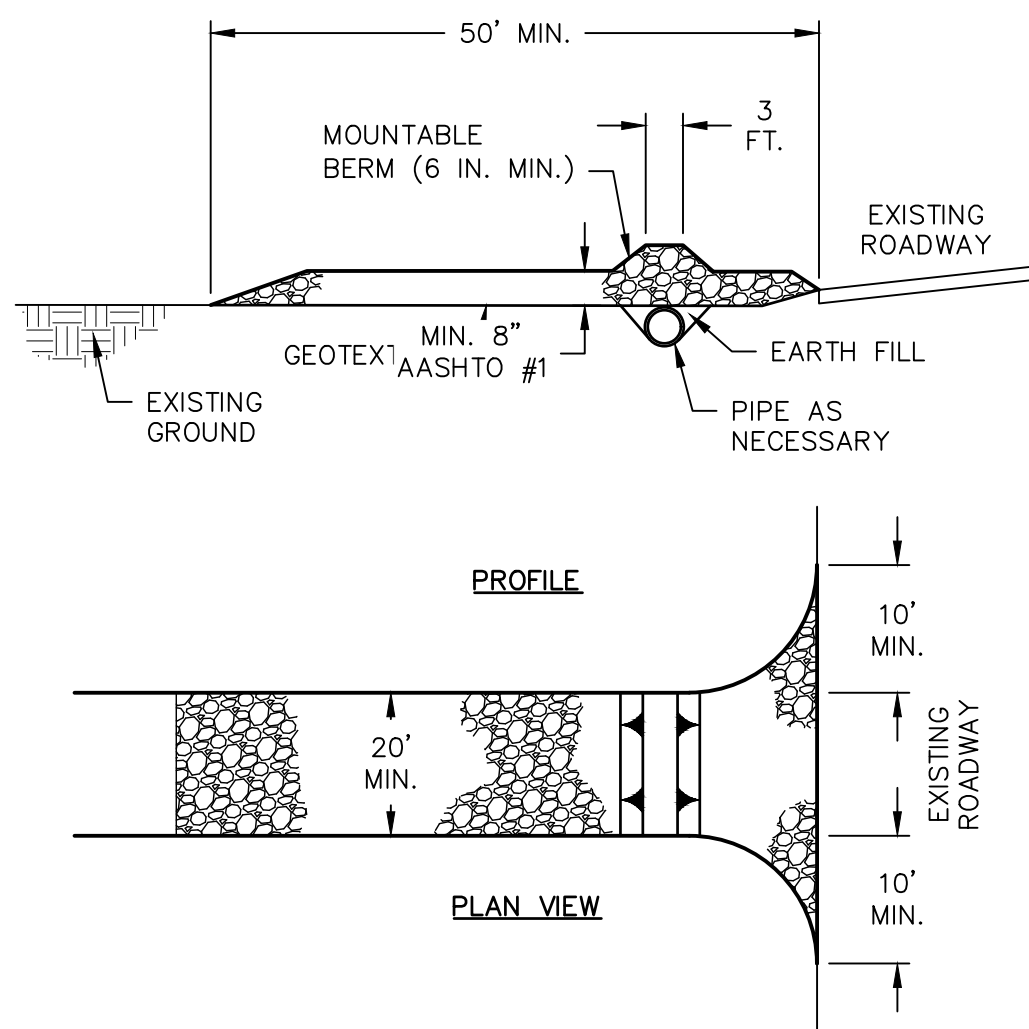 50' MIN.
3
FT.
MOUNTABLE
BERM (6 IN. MIN.)
EXISTING
ROADWAY
MIN. 8"
GEOTEXT
AASHTO #1
EARTH FILL
EXISTING
GROUND
PIPE AS
NECESSARY
PROFILE
10'
MIN.
20'
MIN.
EXISTING
ROADWAY
10'
MIN.
PLAN VIEW